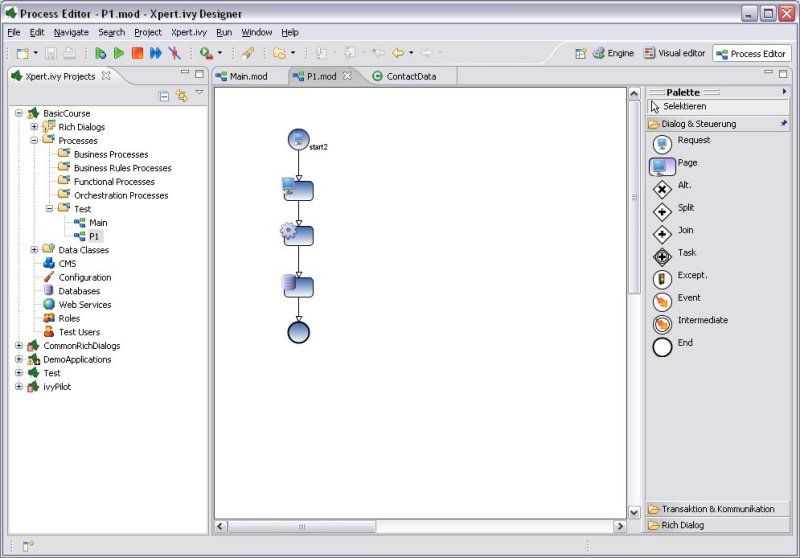 Process Editor - P1.mod - Xpert.ivy Designer
File Edit Navigate Search Project Xpert.ivy Run Window Help
Engine Visual editor Process Editor
Xpert.ivy Projects
BasicCourse
Rich Dialogs
Processes
Business Processes
Business Rules Processes
Functional Processes
Orchestration Processes
Test
Main
P1
Data Classes
CMS
Configuration
Databases
Web Services
Roles
Test Users
CommonRichDialogs
DemoApplications
Test
ivyPilot
Main.mod P1.mod ContactData
start2
Palette
Selektieren
Dialog & Steuerung
Request
Page
Alt.
Split
Join
Task
Except.
Event
Intermediate
End
Transaktion & Kommunikation
Rich Dialog